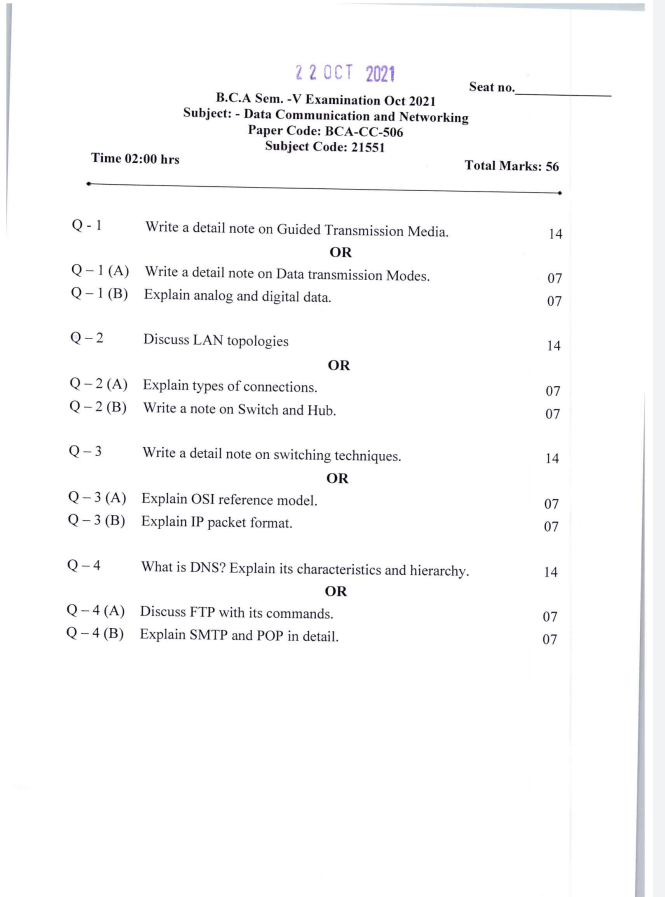 22 OCT 2021
Seat no.______________
B.C.A Sem. -V Examination Oct 2021
Subject: - Data Communication and Networking
Paper Code: BCA-CC-506
Subject Code: 21551
Time 02:00 hrs
Total Marks: 56
Q - 1 Write a detail note on Guided Transmission Media. 14
OR
Q – 1 (A) Write a detail note on Data transmission Modes. 07
Q – 1 (B) Explain analog and digital data. 07
Q – 2 Discuss LAN topologies 14
OR
Q – 2 (A) Explain types of connections. 07
Q – 2 (B) Write a note on Switch and Hub. 07
Q – 3 Write a detail note on switching techniques. 14
OR
Q – 3 (A) Explain OSI reference model. 07
Q – 3 (B) Explain IP packet format. 07
Q – 4 What is DNS? Explain its characteristics and hierarchy. 14
OR
Q – 4 (A) Discuss FTP with its commands. 07
Q – 4 (B) Explain SMTP and POP in detail. 07